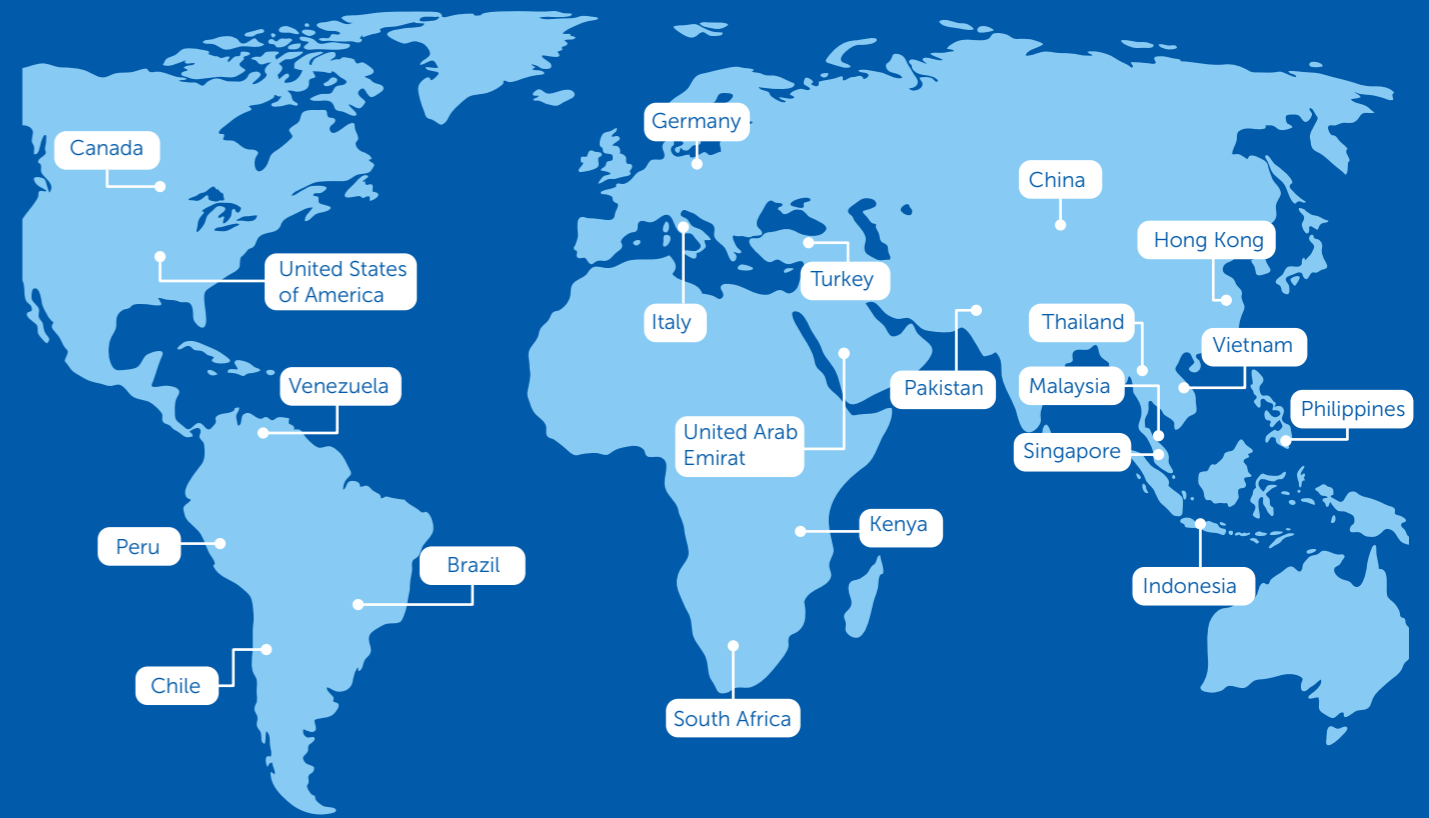 Germany
Canada
China
Hong Kong
United States
of America
Turkey
Italy
Thailand
Vietnam
Venezuela
Pakistan
Malaysia
Philippines
United Arab
Emirat
Singapore
Kenya
Peru
Brazil
Indonesia
Chile
South Africa